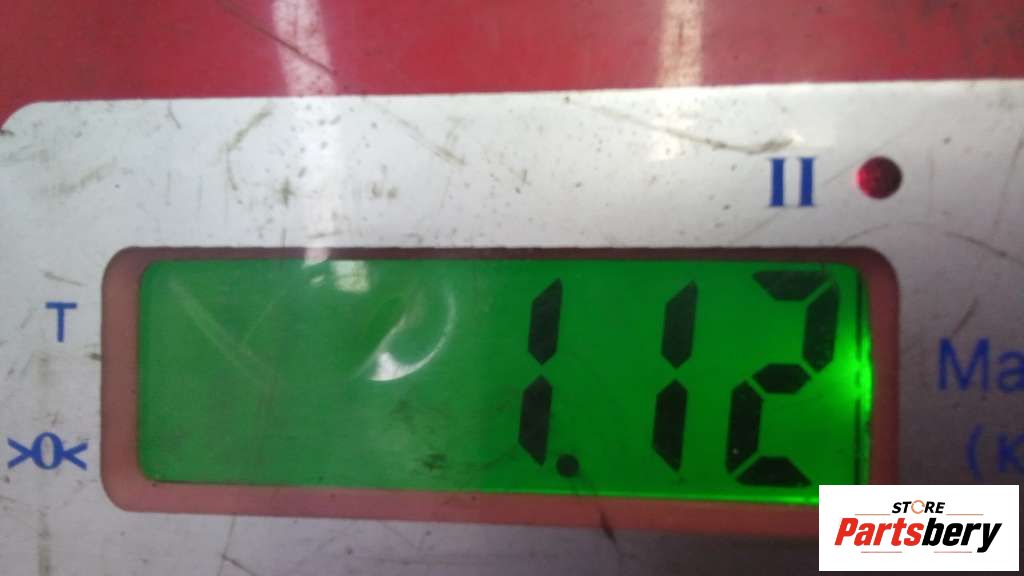 II
T
1.12
>0<
Ma
(K
STORE
Partsbery